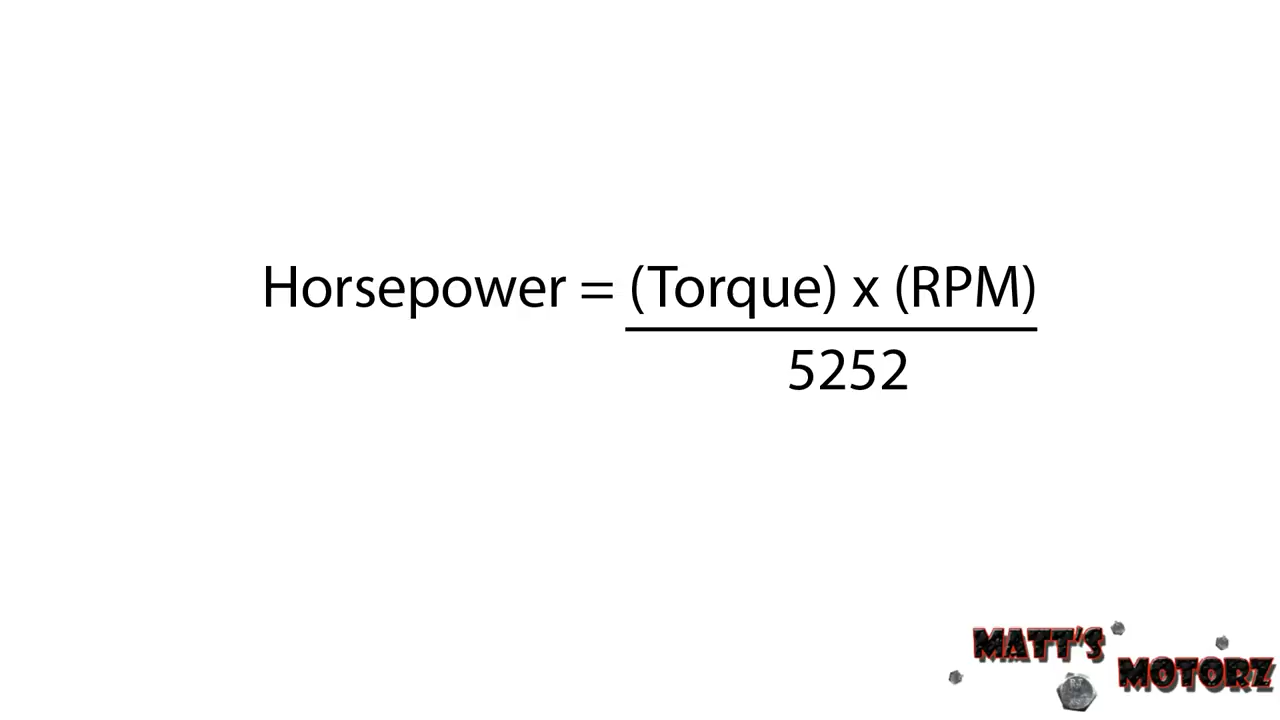 Horsepower = (Torque) x (RPM)
5252
MATT'S
MOTORZ